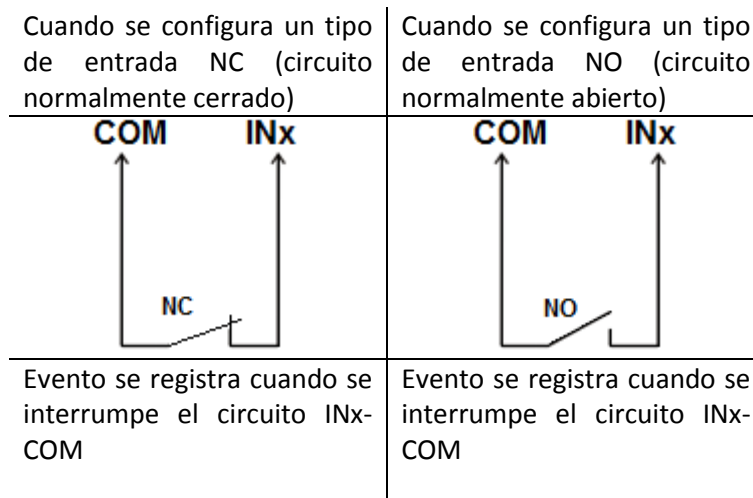 Cuando se configura un tipo
de entrada NC (circuito
normalmente cerrado)
Cuando se configura un tipo
de entrada NO (circuito
normalmente abierto)
COM INx
NC
COM INx
NO
Evento se registra cuando se
interrumpe el circuito INx-
COM
Evento se registra cuando se
interrumpe el circuito INx-
COM